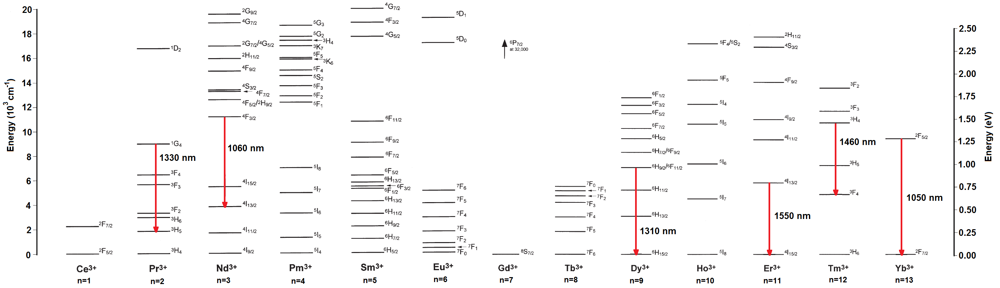 Energy (10³ cm⁻¹)
20
18
16
14
12
10
8
6
4
2
0
²F₇/₂
²F₅/₂
Ce³⁺
n=1
¹D₂
¹G₄
1330 nm
³F₄
³F₃
³F₂
³H₆
³H₅
³H₄
Pr³⁺
n=2
²G₉/₂
⁴G₇/₂
²G₇/₂/⁴G₅/₂
²H₁₁/₂
⁴F₉/₂
⁴S₃/₂
⁴F₇/₂
⁴F₅/₂/²H₉/₂
⁴F₃/₂
1060 nm
⁴I₁₅/₂
⁴I₁₃/₂
⁴I₁₁/₂
⁴I₉/₂
Nd³⁺
n=3
⁵G₃
⁵G₂
³H₄
³K₇
⁵F₅
³K₆
⁵F₄
⁵S₂
⁵F₃
⁵F₂
⁵F₁
⁵I₈
⁵I₇
⁵I₆
⁵I₅
⁵I₄
Pm³⁺
n=4
⁴G₇/₂
⁴F₃/₂
⁴G₅/₂
⁶F₁₁/₂
⁶F₉/₂
⁶F₇/₂
⁶F₅/₂
⁶H₁₃/₂
⁶F₃/₂
⁶F₁/₂
⁶H₁₃/₂
⁶H₁₁/₂
⁶H₉/₂
⁶H₇/₂
⁶H₅/₂
Sm³⁺
n=5
⁵D₁
⁵D₀
⁷F₆
⁷F₅
⁷F₄
⁷F₃
⁷F₂
⁷F₁
⁷F₀
Eu³⁺
n=6
⁶P₇/₂
at 32,000
⁸S₇/₂
Gd³⁺
n=7
⁷F₀
⁷F₁
⁷F₂
⁷F₃
⁷F₄
⁷F₅
⁷F₆
Tb³⁺
n=8
⁶F₁/₂
⁶F₃/₂
⁶F₅/₂
⁶F₇/₂
⁶H₅/₂
⁶H₇/₂/⁶F₉/₂
⁶H₉/₂/⁶F₁₁/₂
⁶H₁₁/₂
⁶H₁₃/₂
1310 nm
⁶H₁₅/₂
Dy³⁺
n=9
⁵F₄/⁵S₂
⁵F₅
⁵I₄
⁵I₅
⁵I₆
⁵I₇
⁵I₈
Ho³⁺
n=10
²H₁₁/₂
⁴S₃/₂
⁴F₉/₂
⁴I₉/₂
⁴I₁₁/₂
⁴I₁₃/₂
1550 nm
⁴I₁₅/₂
Er³⁺
n=11
³F₂
³F₃
³H₄
1460 nm
³H₅
³F₄
³H₆
Tm³⁺
n=12
²F₅/₂
1050 nm
²F₇/₂
Yb³⁺
n=13
2.50
2.25
2.00
1.75
1.50
1.25
1.00
0.75
0.50
0.25
0.00
Energy (eV)